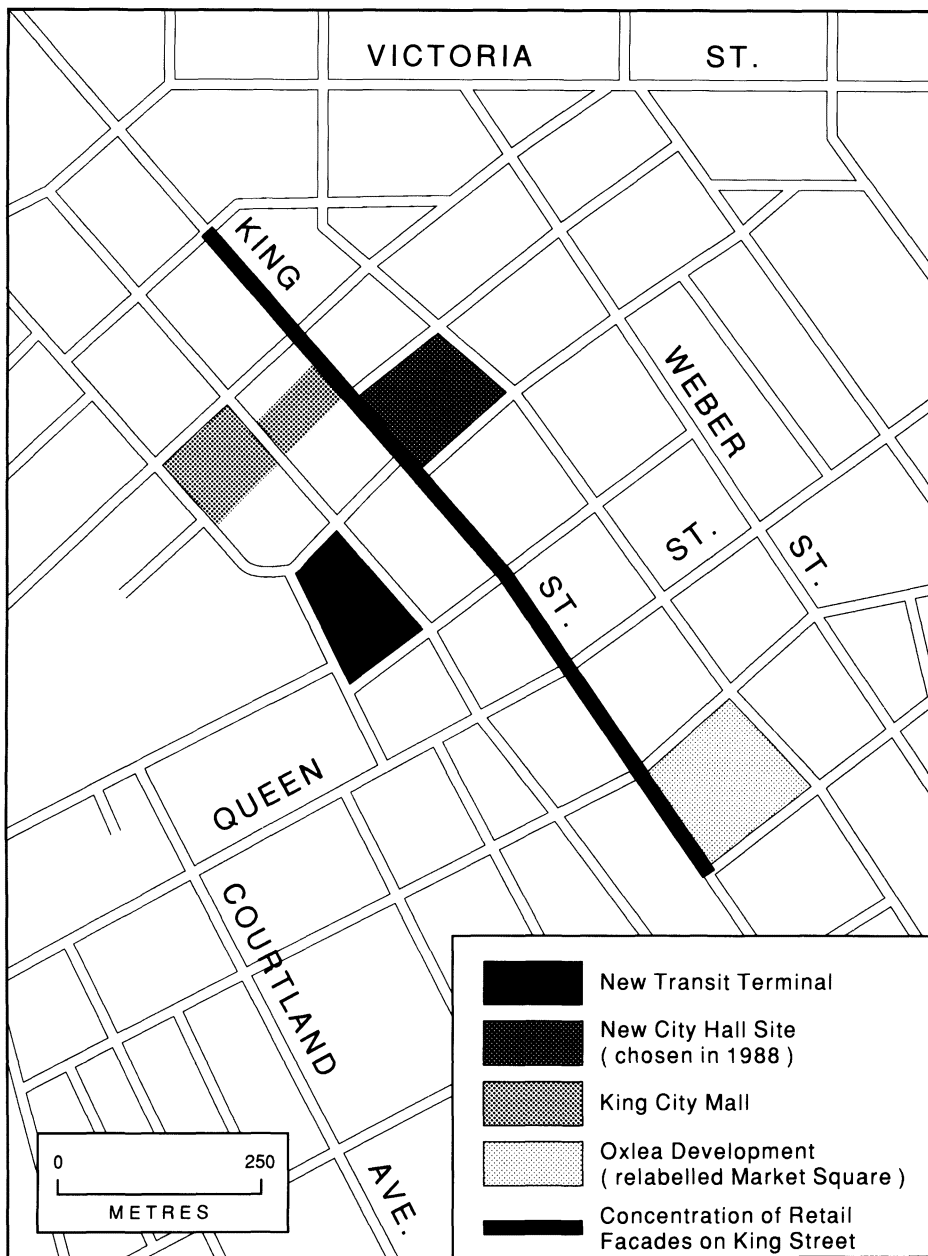 VICTORIA ST.
KING
WEBER
ST.
ST.
ST.
QUEEN
COURTLAND
AVE.
0 250
METRES
New Transit Terminal
New City Hall Site
( chosen in 1988 )
King City Mall
Oxlea Development
( relabelled Market Square )
Concentration of Retail
Facades on King Street